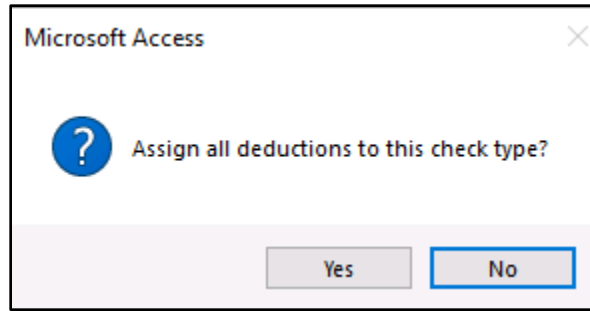 Microsoft Access
?
Assign all deductions to this check type?
Yes
No